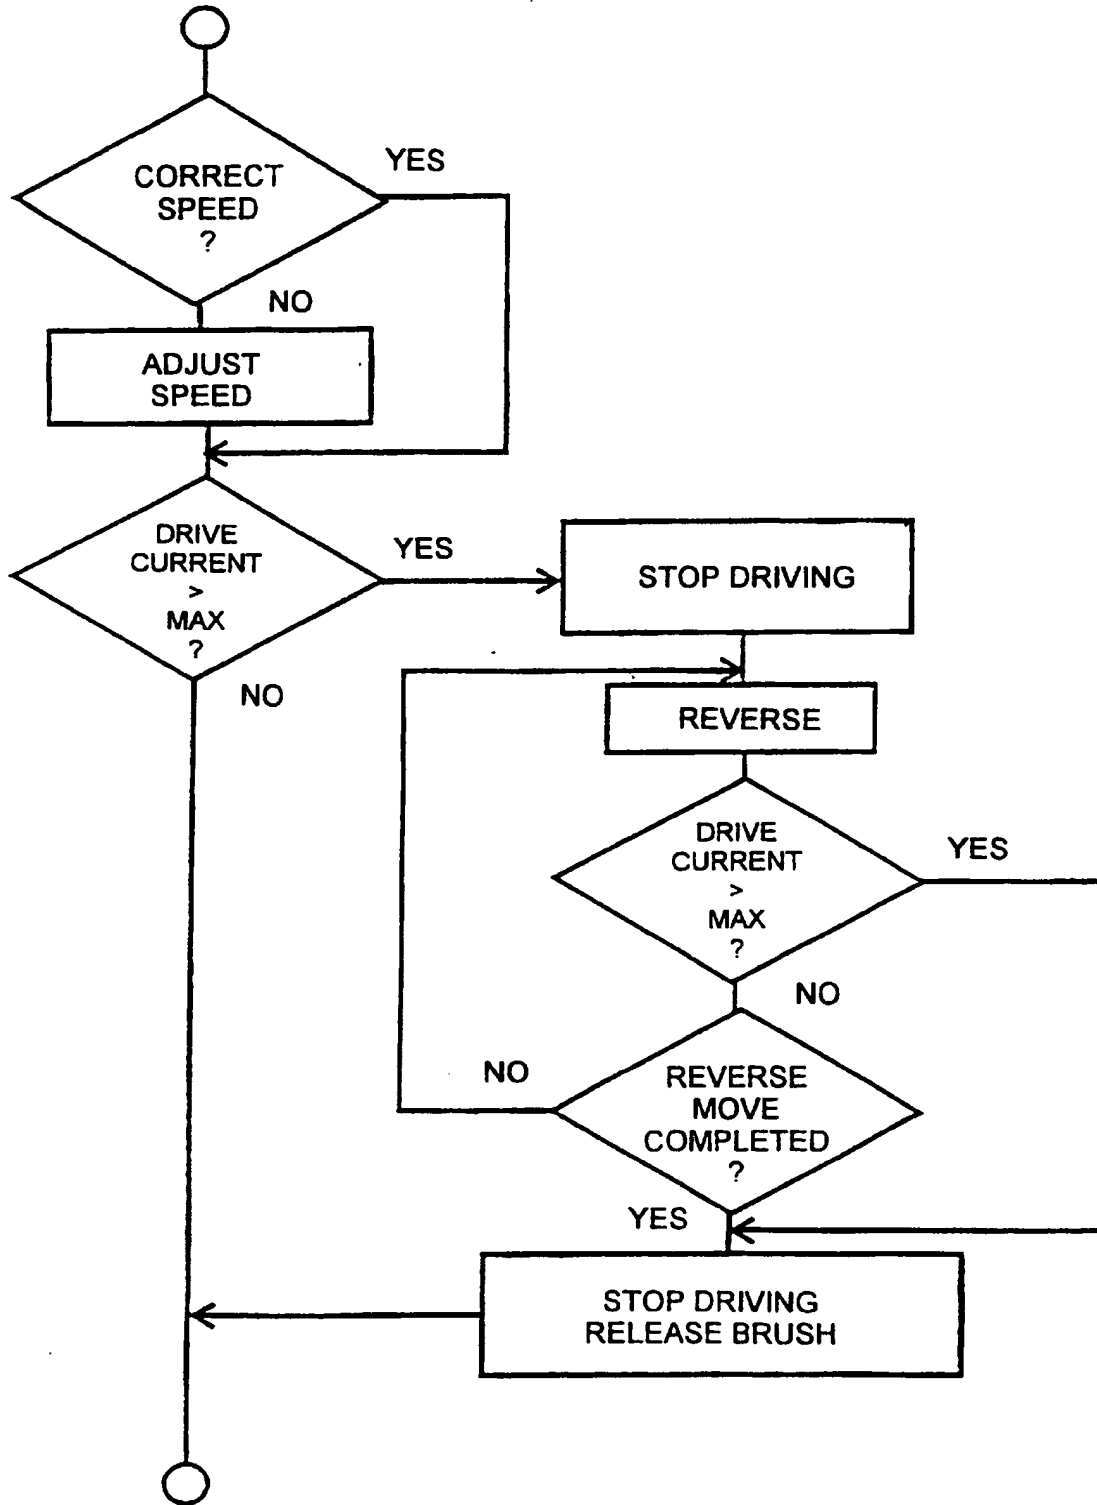 CORRECT
SPEED
?
YES
NO
ADJUST
SPEED
DRIVE
CURRENT
>
MAX
?
YES
NO
STOP DRIVING
REVERSE
DRIVE
CURRENT
>
MAX
?
YES
NO
REVERSE
MOVE
COMPLETED
?
NO
YES
STOP DRIVING
RELEASE BRUSH